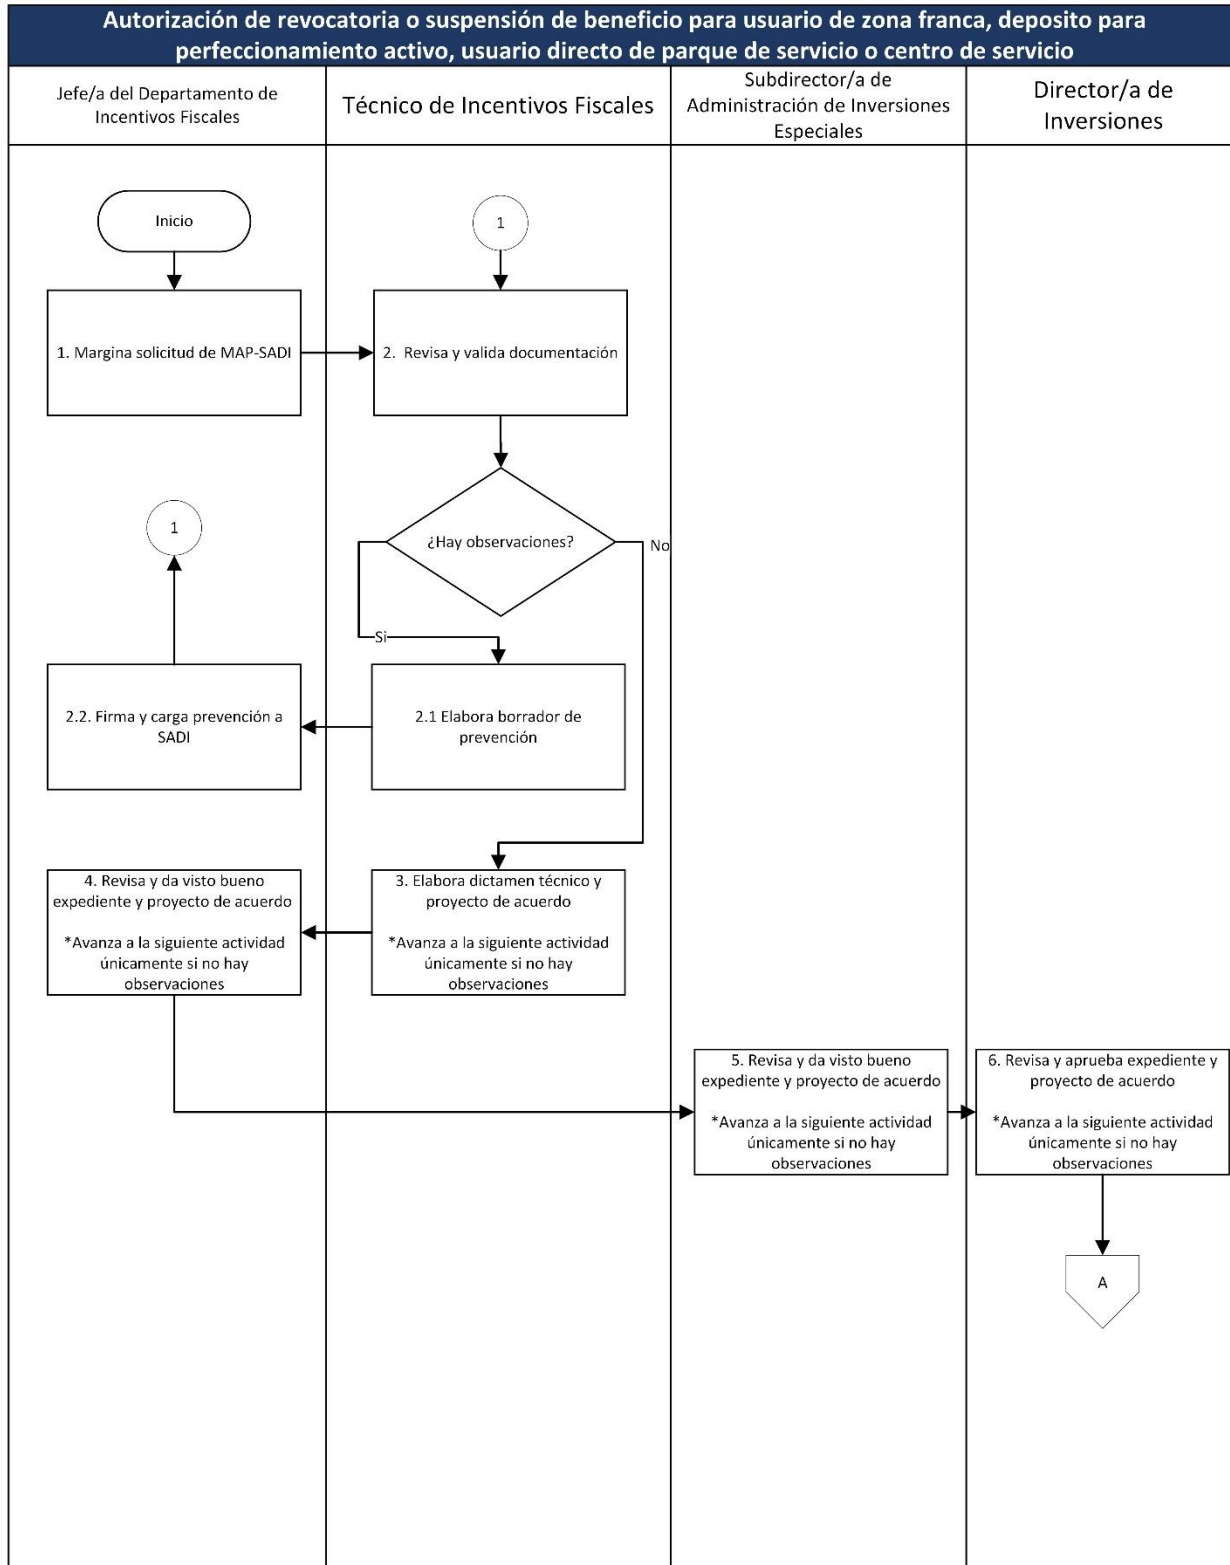 Autorización de revocatoria o suspensión de beneficio para usuario de zona franca, deposito para
perfeccionamiento activo, usuario directo de parque de servicio o centro de servicio
Jefe/a del Departamento de
Incentivos Fiscales
Técnico de Incentivos Fiscales
Subdirector/a de
Administración de Inversiones
Especiales
Director/a de
Inversiones
Inicio
1
1. Margina solicitud de MAP-SADI
2. Revisa y valida documentación
¿Hay observaciones?
No
1
Si
2.2. Firma y carga prevención a
SADI
2.1 Elabora borrador de
prevención
4. Revisa y da visto bueno
expediente y proyecto de acuerdo
*Avanza a la siguiente actividad
únicamente si no hay
observaciones
3. Elabora dictamen técnico y
proyecto de acuerdo
*Avanza a la siguiente actividad
únicamente si no hay
observaciones
5. Revisa y da visto bueno
expediente y proyecto de acuerdo
*Avanza a la siguiente actividad
únicamente si no hay
observaciones
6. Revisa y aprueba expediente y
proyecto de acuerdo
*Avanza a la siguiente actividad
únicamente si no hay
observaciones
A